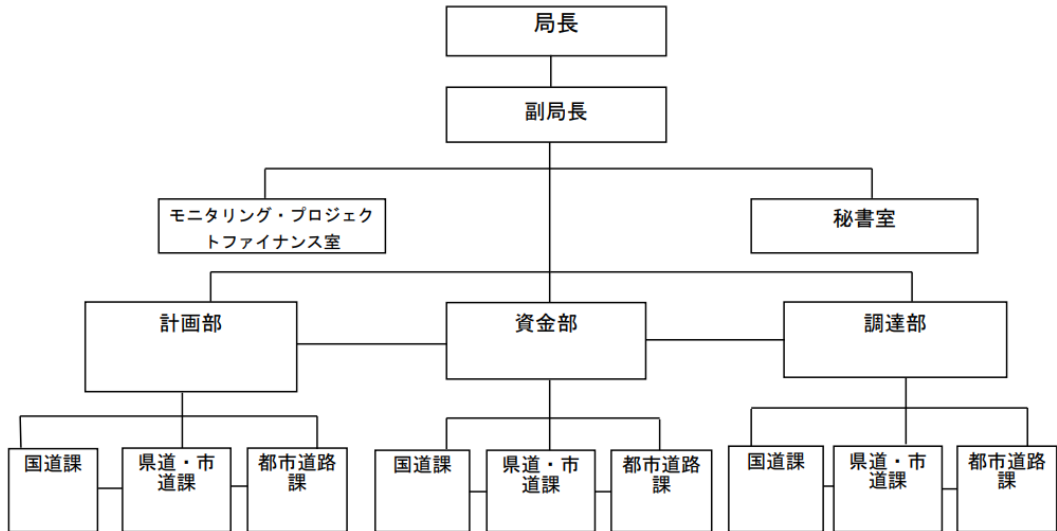 局長
副局長
モニタリング・プロジェク
トファイナンス室
秘書室
計画部
資金部
調達部
国道課
県道・市
道課
都市道路
課
国道課
県道・市
道課
都市道路
課
国道課
県道・市
道課
都市道路
課